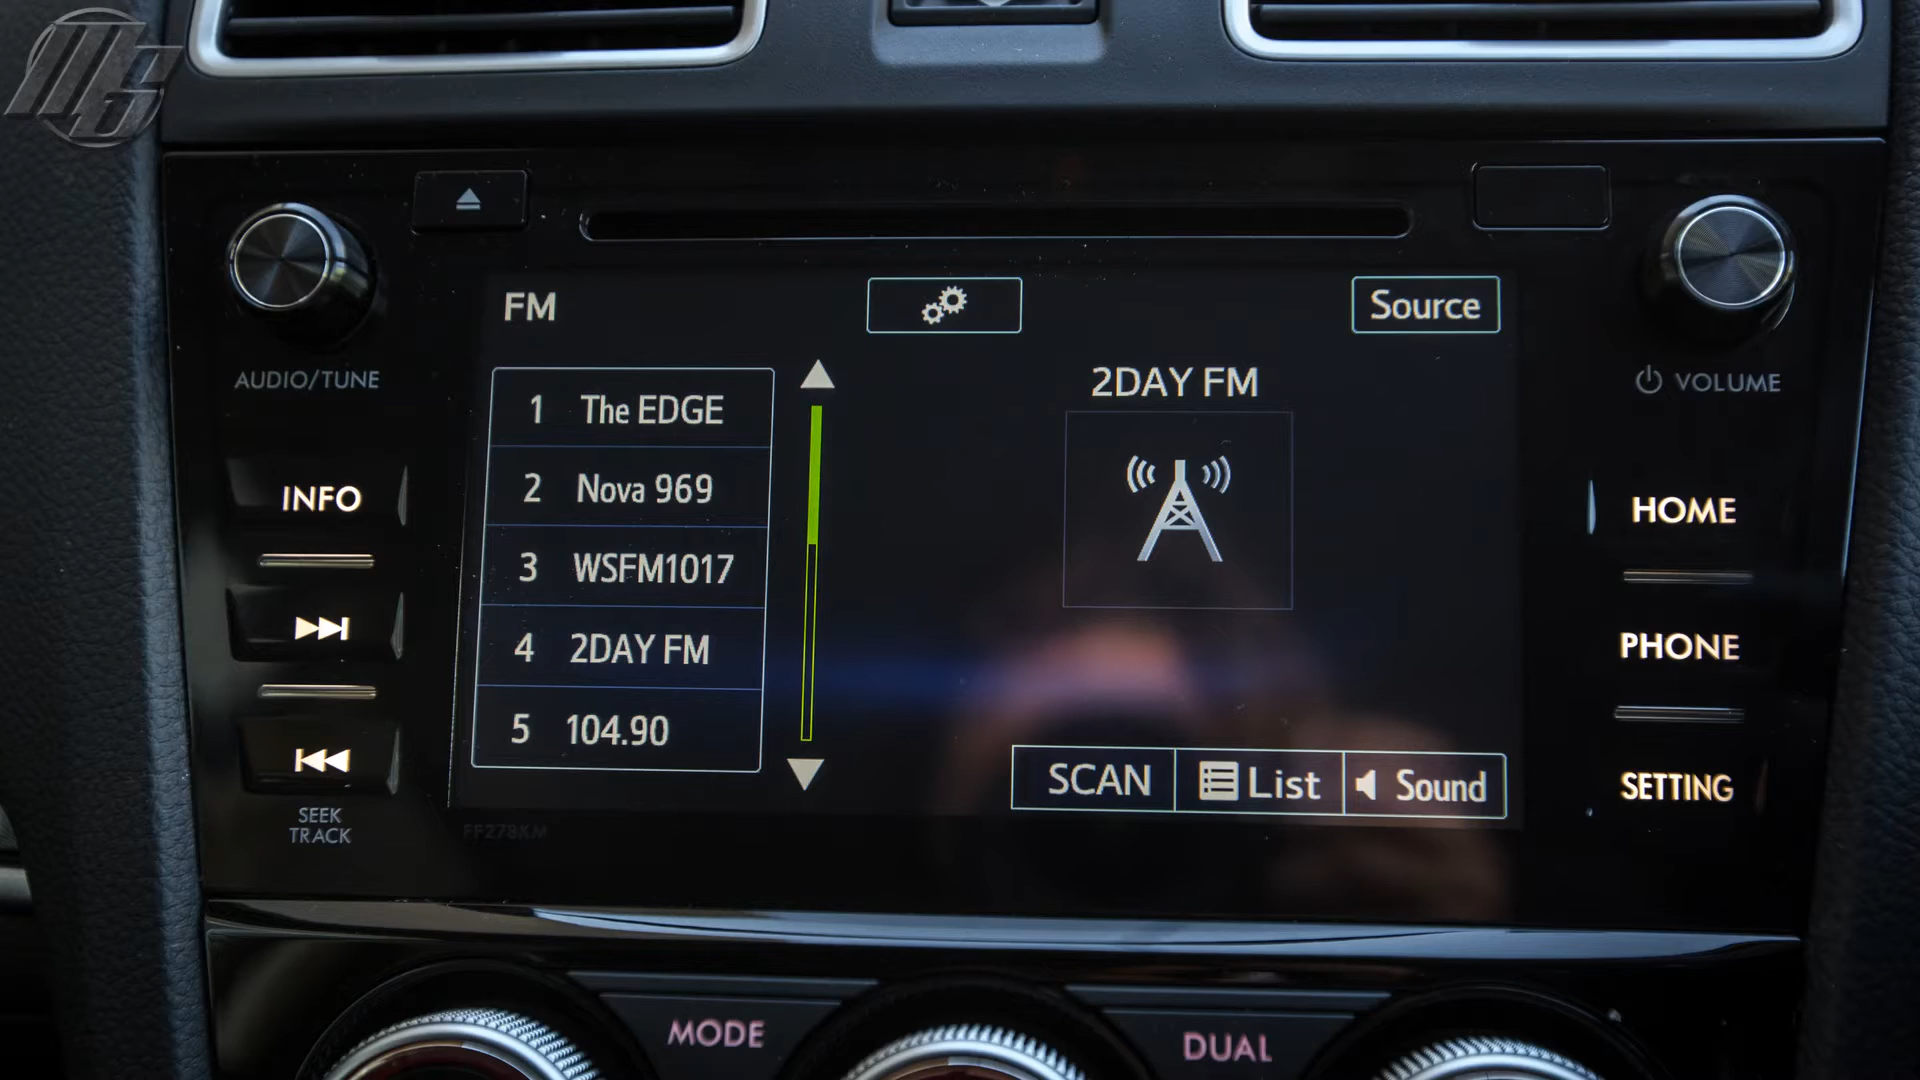 FM
Source
AUDIO/TUNE
VOLUME
2DAY FM
1 The EDGE
2 Nova 969
3 WSFM1017
4 2DAY FM
5 104.90
INFO
HOME
PHONE
SCAN
List
Sound
SETTING
SEEK
TRACK
FF278KM
MODE
DUAL